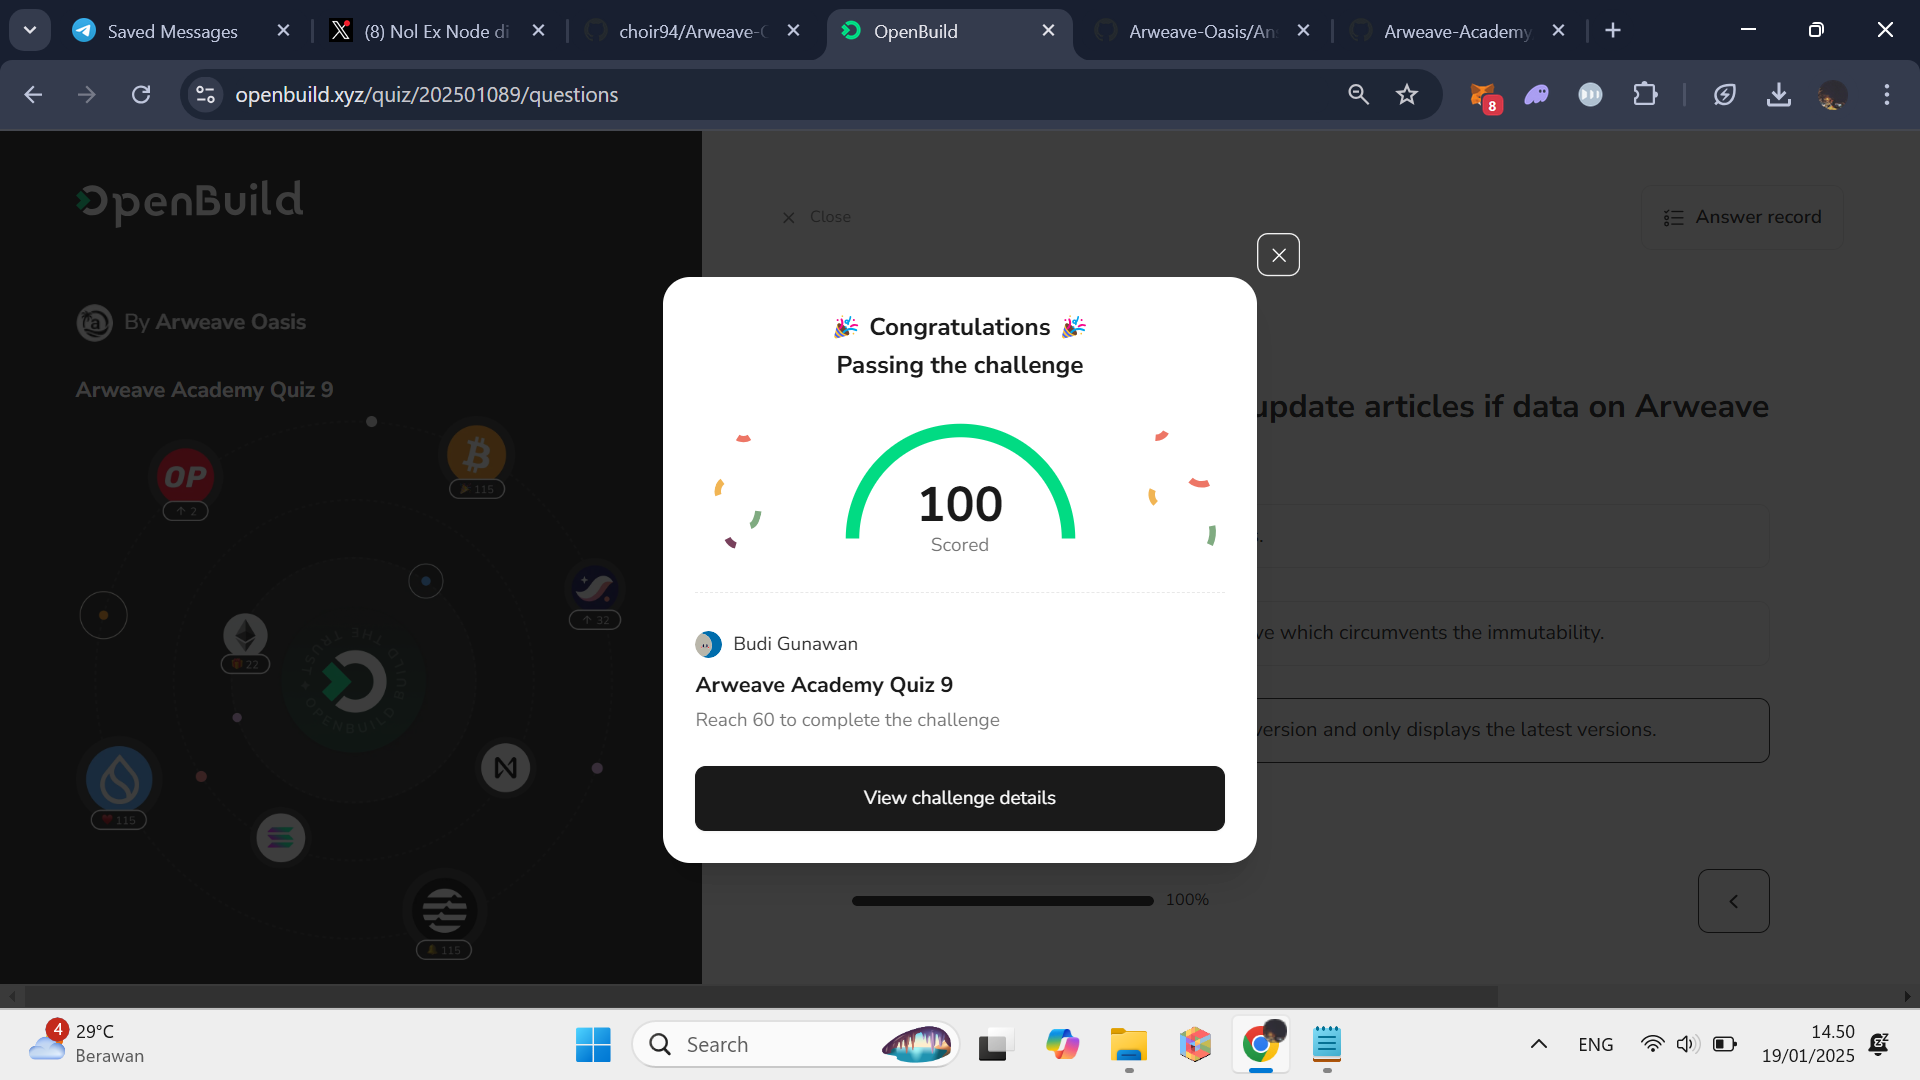 Saved Messages
(8) Nol Ex Node di
choir94/Arweave-O
OpenBuild
Arweave-Oasis/An
Arweave-Academy
openbuild.xyz/quiz/202501089/questions
8
OpenBuild
Close
Answer record
By Arweave Oasis
Arweave Academy Quiz 9
🎉 Congratulations 🎉
Passing the challenge
100
Scored
Budi Gunawan
Arweave Academy Quiz 9
Reach 60 to complete the challenge
View challenge details
update articles if data on Arweave
ve which circumvents the immutability.
version and only displays the latest versions.
100%
OP
2
115
32
22
115
115
4
29°C
Berawan
Search
ENG
14.50
19/01/2025